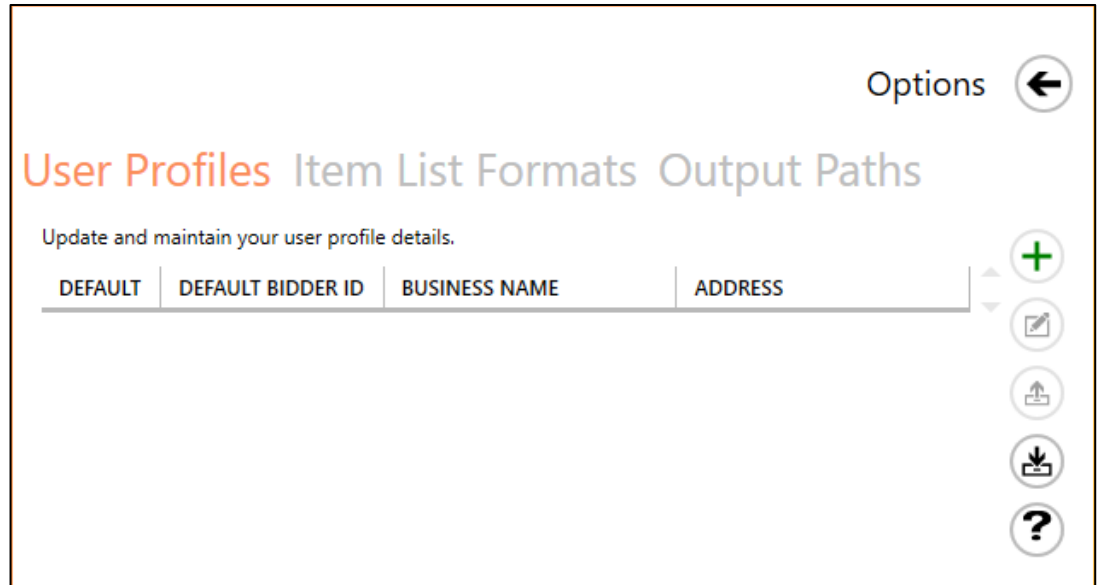 Options
User Profiles Item List Formats Output Paths
Update and maintain your user profile details.
DEFAULT DEFAULT BIDDER ID BUSINESS NAME ADDRESS
?